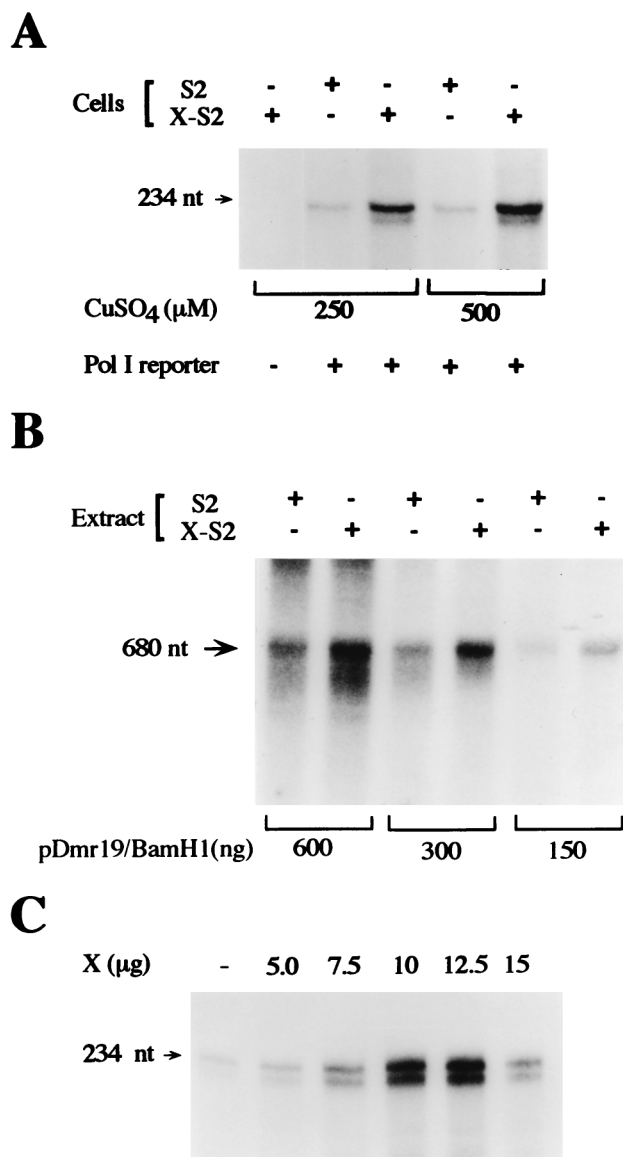 A
Cells [ S2 - + - + -
X-S2 + - + - +
234 nt →
CuSO4 (μM) 250 500
Pol I reporter - + + + +
B
Extract [ S2 + - + - + -
X-S2 - + - + - +
680 nt →
pDmr19/BamH1(ng) 600 300 150
C
X (μg) - 5.0 7.5 10 12.5 15
234 nt →